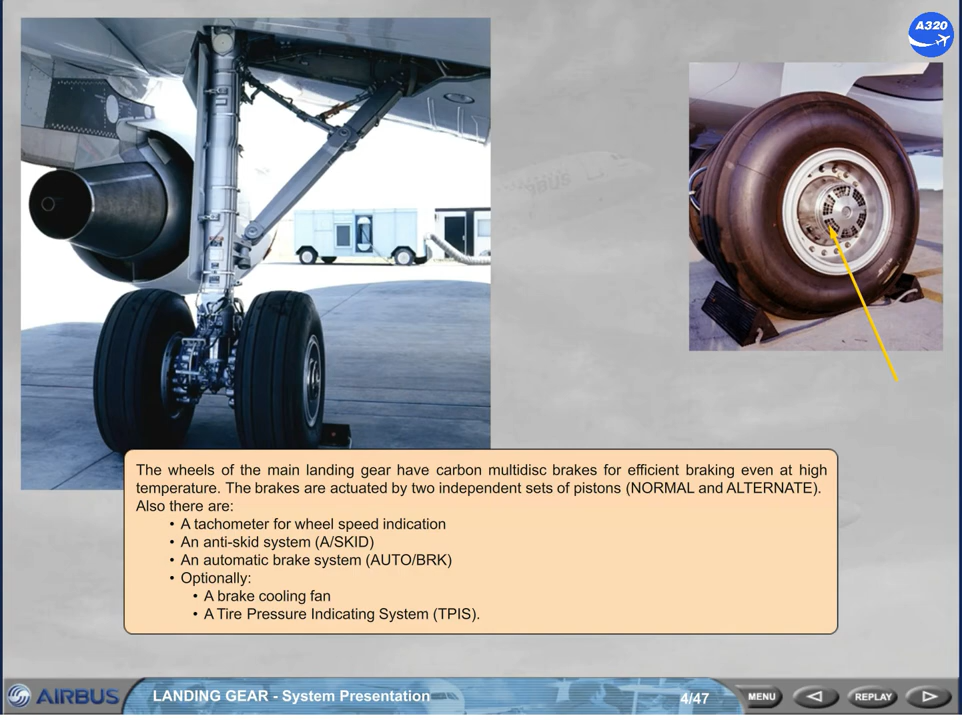 A320
The wheels of the main landing gear have carbon multidisc brakes for efficient braking even at high
temperature. The brakes are actuated by two independent sets of pistons (NORMAL and ALTERNATE).
Also there are:
• A tachometer for wheel speed indication
• An anti-skid system (A/SKID)
• An automatic brake system (AUTO/BRK)
• Optionally:
• A brake cooling fan
• A Tire Pressure Indicating System (TPIS).
AIRBUS
LANDING GEAR - System Presentation
4/47
MENU
REPLAY